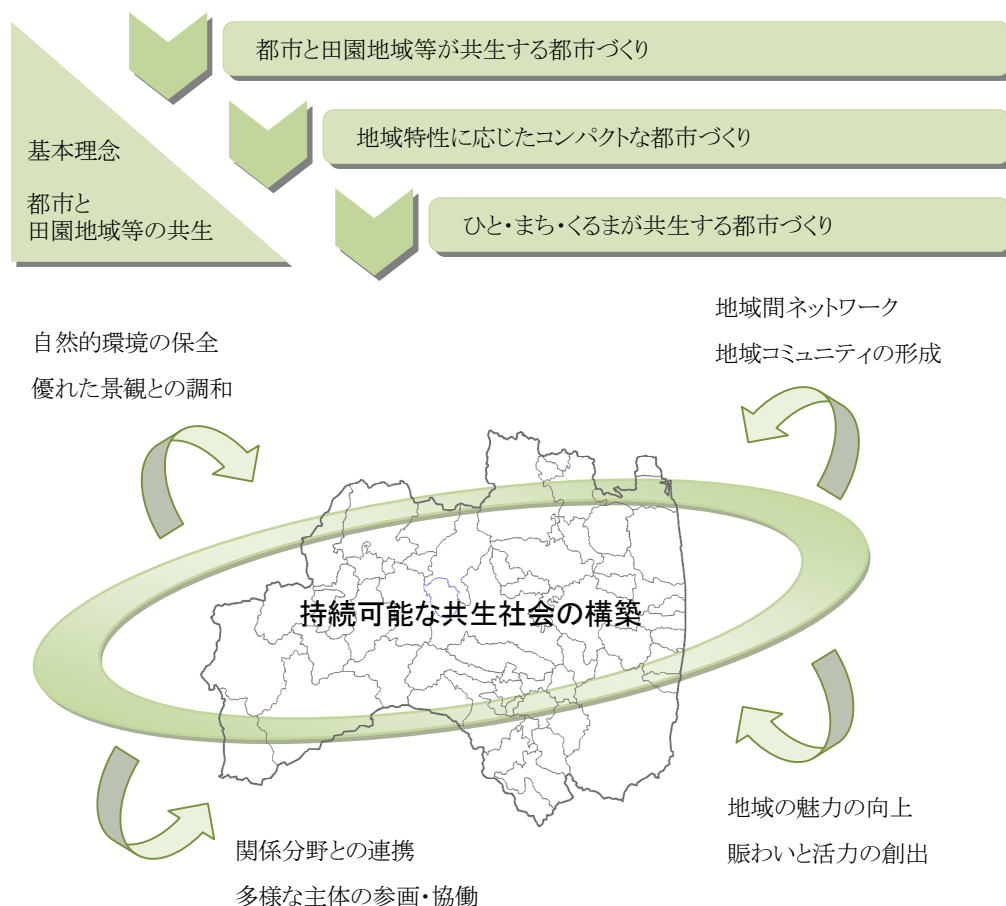 都市と田園地域等が共生する都市づくり
地域特性に応じたコンパクトな都市づくり
ひと・まち・くるまが共生する都市づくり
基本理念
都市と
田園地域等の共生
自然的環境の保全
優れた景観との調和
地域間ネットワーク
地域コミュニティの形成
持続可能な共生社会の構築
関係分野との連携
多様な主体の参画・協働
地域の魅力の向上
賑わいと活力の創出